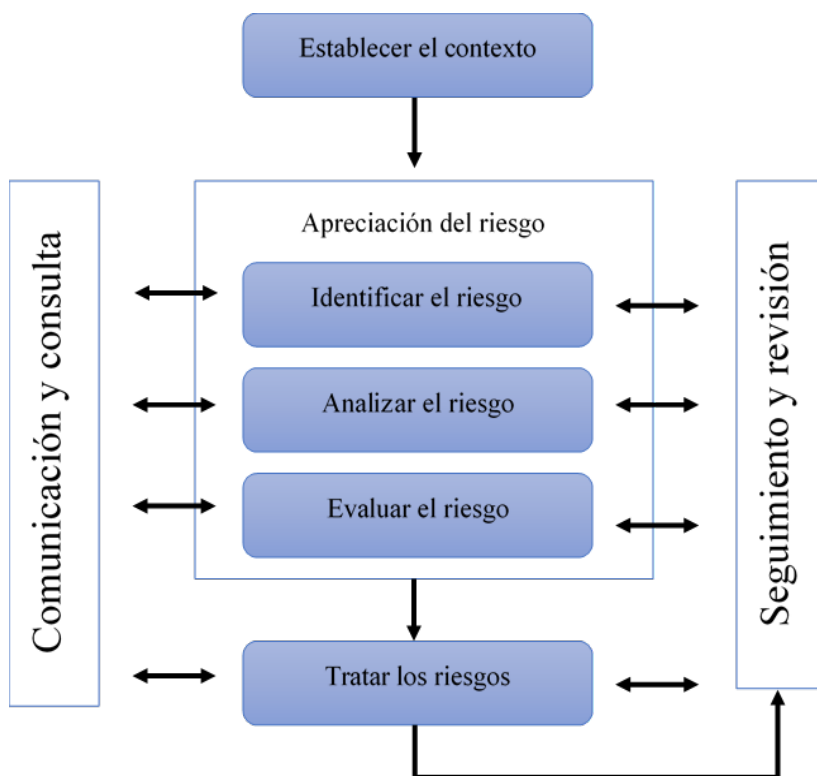 Establecer el contexto
Comunicación y consulta
Apreciación del riesgo
Identificar el riesgo
Analizar el riesgo
Evaluar el riesgo
Tratar los riesgos
Seguimiento y revisión